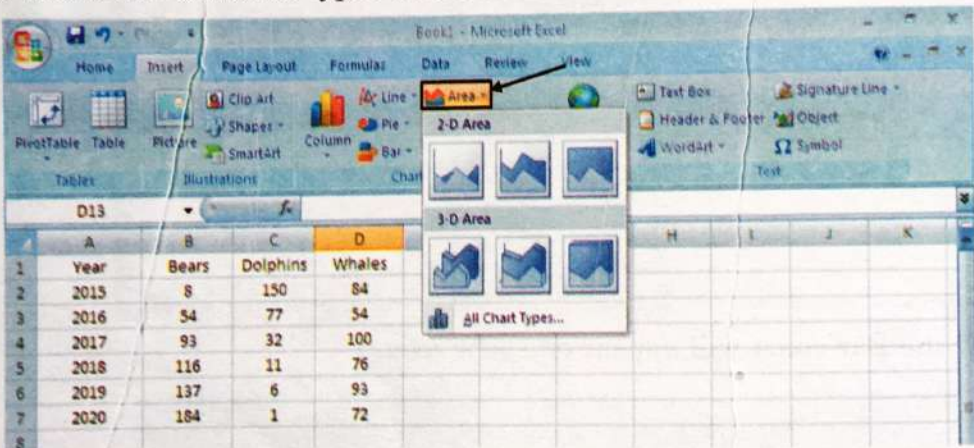 Book1 - Microsoft Excel
Home Insert Page Layout Formulas Data Review View
PivotTable Table Picture Clip Art Shapes SmartArt Column Line Pie Bar Area Text Box Header & Footer WordArt Signature Line Object Symbol
Tables Illustrations Char Text
2-D Area
3-D Area
All Chart Types...
D13 fx
A B C D H I J K
1 Year Bears Dolphins Whales
2 2015 8 150 84
3 2016 54 77 54
4 2017 93 32 100
5 2018 116 11 76
6 2019 137 6 93
7 2020 184 1 72
8